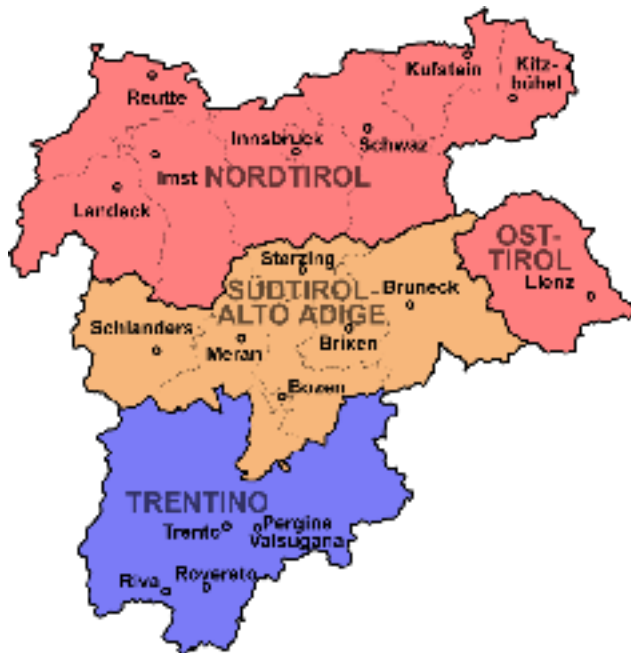 Kufstein
Kitz-
bühel
Reutte
Innsbruck
Schwaz
Imst
NORDTIROL
Landeck
OST-
TIROL
Lienz
Sterzing
SÜDTIROL-
ALTO ADIGE
Bruneck
Schlanders
Meran
Brixen
Bozen
TRENTINO
Trento
Pergine
Valsugana
Riva
Rovereto